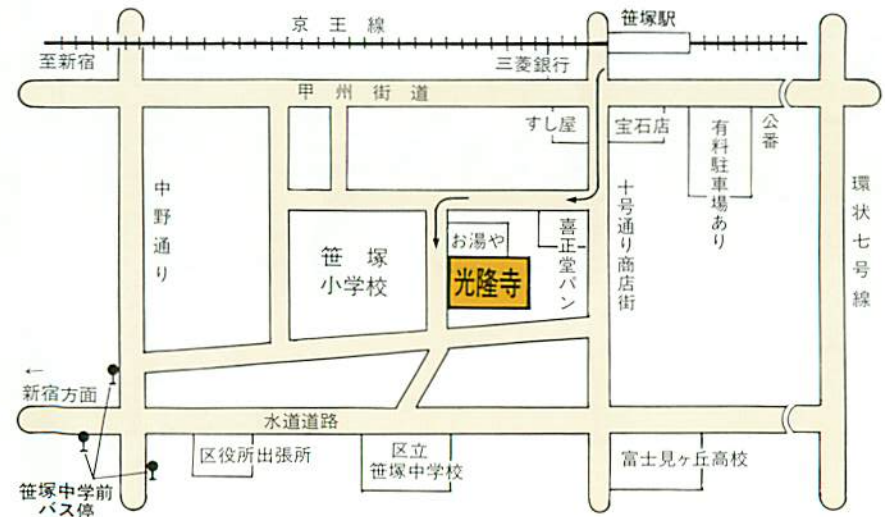 笹塚駅
京王線
至新宿
三菱銀行
甲州街道
すし屋
宝石店
有料駐車場あり
公番
中野通り
十号通り商店街
環状七号線
お湯や
喜正堂パン
笹塚
小学校
光隆寺
←
新宿方面
水道道路
区役所出張所
区立
笹塚中学校
富士見ヶ丘高校
笹塚中学前
バス停